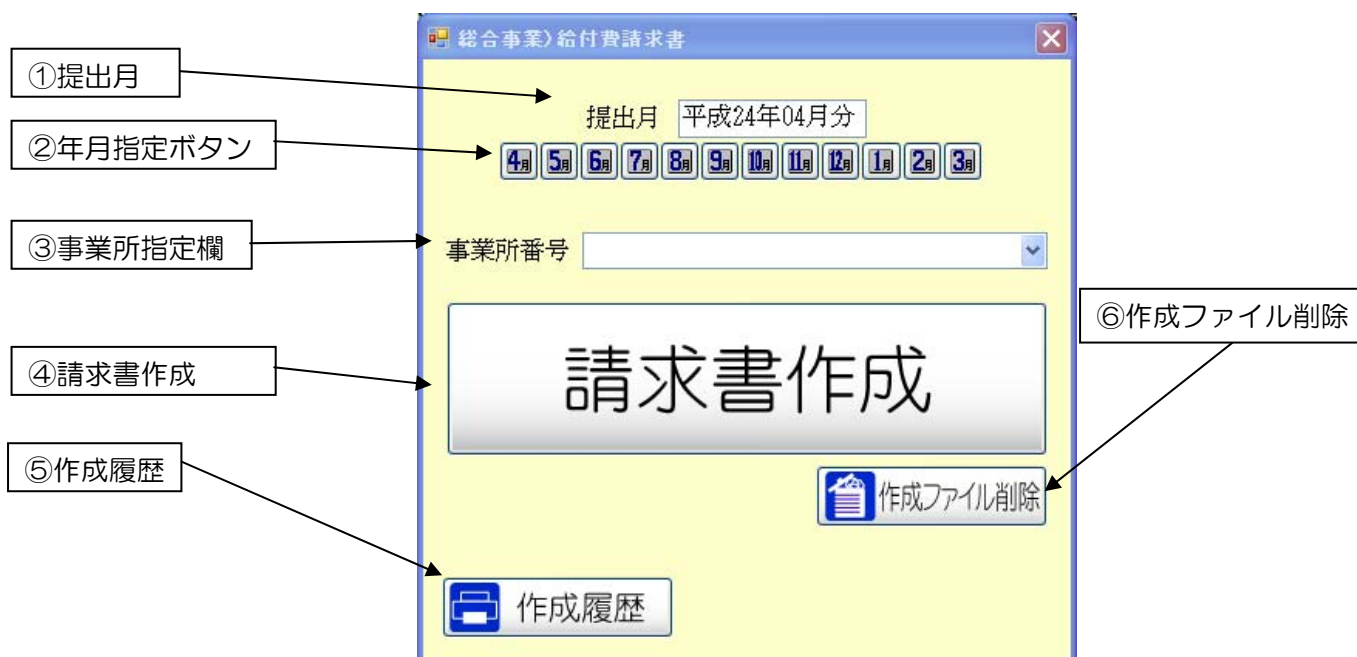 総合事業)給付費請求書
①提出月
提出月 平成24年04月分
②年月指定ボタン
4月 5月 6月 7月 8月 9月 10月 11月 12月 1月 2月 3月
③事業所指定欄
事業所番号
⑥作成ファイル削除
④請求書作成
請求書作成
⑤作成履歴
作成ファイル削除
作成履歴